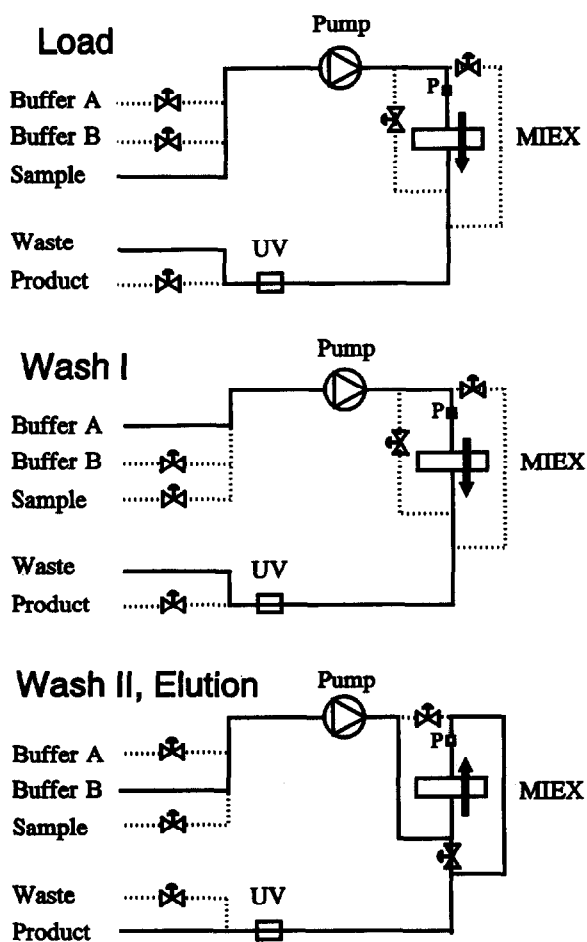 Load
Pump
Buffer A
Buffer B
Sample
P
MIEX
Waste
UV
Product
Wash I
Pump
Buffer A
P
Buffer B
MIEX
Sample
Waste
UV
Product
Wash II, Elution
Pump
Buffer A
P
Buffer B
MIEX
Sample
Waste
UV
Product